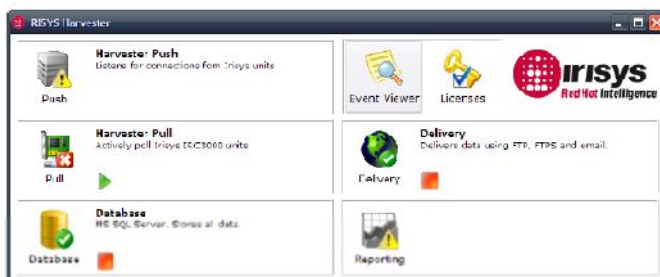 IRISYS Harvester
Harvester Push
Listens for connections from Irisys units
Push
Event Viewer
Licenses
irisys
Red Hot Intelligence
Harvester Pull
Actively poll Irisys IRC3000 units
Pull
Delivery
Delivers data using FTP, FTPS and email.
Delivery
Database
MS SQL Server. Stores all data.
Database
Reporting